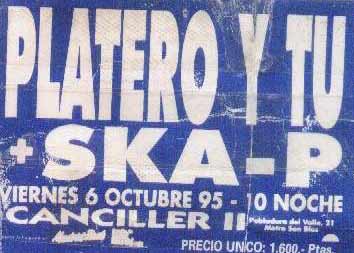 PLATERO Y TU
+ SKA-P
VIERNES 6 OCTUBRE 95 - 10 NOCHE
CANCILLER II
Pobladura del Valle, 21
Metro San Blas
PRECIO UNICO: 1.600,- Ptas.